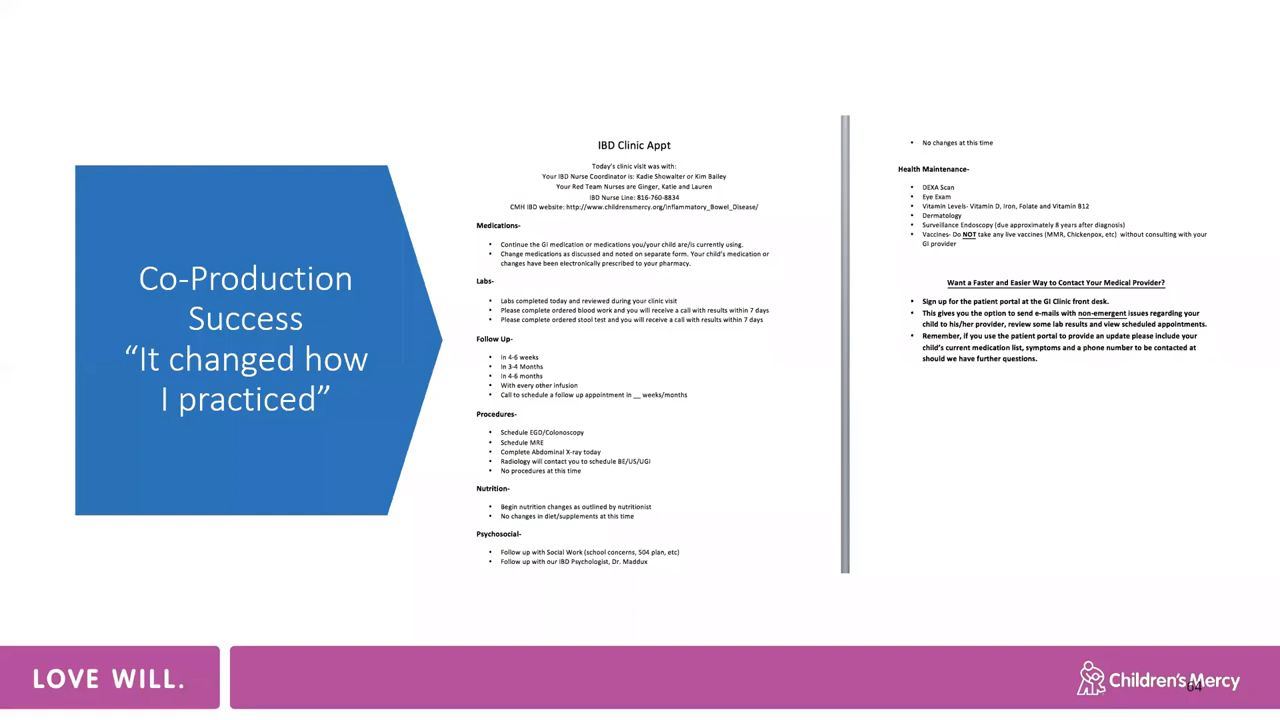 Co-Production
Success
“It changed how
I practiced”
IBD Clinic Appt
Today's clinic visit was with:
Your IBD Nurse Coordinator is: Kadie Showalter or Kim Bailey
Your Red Team Nurses are Ginger, Katie and Lauren
IBD Nurse Line: 816-760-8834
CMH IBD website: http://www.childrensmercy.org/Inflammatory_Bowel_Disease/
Medications-
• Continue the GI medication or medications you/your child are/is currently using.
• Change medications as discussed and noted on separate form. Your child's medication or
changes have been electronically prescribed to your pharmacy.
Labs-
• Labs completed today and reviewed during your clinic visit
• Please complete ordered blood work and you will receive a call with results within 7 days
• Please complete ordered stool test and you will receive a call with results within 7 days
Follow Up-
• In 4-6 weeks
• In 3-4 Months
• In 4-6 months
• With every other infusion
• Call to schedule a follow up appointment in __ weeks/months
Procedures-
• Schedule EGD/Colonoscopy
• Schedule MRE
• Complete Abdominal X-ray today
• Radiology will contact you to schedule BE/US/UGI
• No procedures at this time
Nutrition-
• Begin nutrition changes as outlined by nutritionist
• No changes in diet/supplements at this time
Psychosocial-
• Follow up with Social Work (school concerns, 504 plan, etc)
• Follow up with our IBD Psychologist, Dr. Maddux
• No changes at this time
Health Maintenance-
• DEXA Scan
• Eye Exam
• Vitamin Levels- Vitamin D, Iron, Folate and Vitamin B12
• Dermatology
• Surveillance Endoscopy (due approximately 8 years after diagnosis)
• Vaccines- Do NOT take any live vaccines (MMR, Chickenpox, etc) without consulting with your
GI provider
Want a Faster and Easier Way to Contact Your Medical Provider?
• Sign up for the patient portal at the GI Clinic front desk.
• This gives you the option to send e-mails with non-emergent issues regarding your
child to his/her provider, review some lab results and view scheduled appointments.
• Remember, if you use the patient portal to provide an update please include your
child's current medication list, symptoms and a phone number to be contacted at
should we have further questions.
LOVE WILL.
Children's Mercy
64